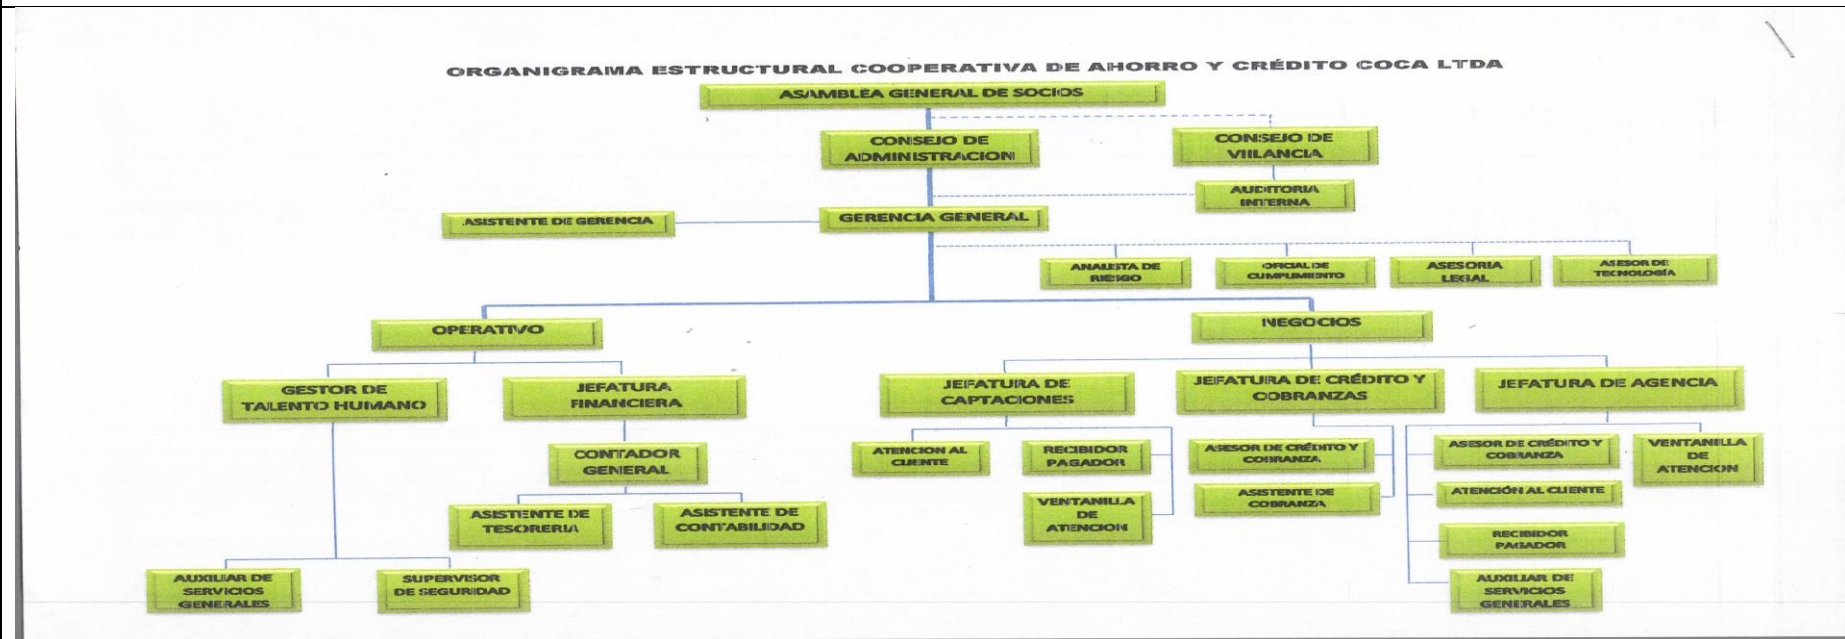 ORGANIGRAMA ESTRUCTURAL COOPERATIVA DE AHORRO Y CRÉDITO COCA LTDA
ASAMBLEA GENERAL DE SOCIOS
CONSEJO DE
ADMINISTRACION
CONSEJO DE
VIILANCIA
AUDITORIA
INTERNA
ASISTENTE DE GERENCIA
GERENCIA GENERAL
ANALISTA DE
RIESGO
OFICIAL DE
CUMPLIMIENTO
ASESORIA
LEGAL
ASESOR DE
TECNOLOGÍA
OPERATIVO
NEGOCIOS
GESTOR DE
TALENTO HUMANO
JEFATURA
FINANCIERA
JEFATURA DE
CAPTACIONES
JEFATURA DE CRÉDITO Y
COBRANZAS
JEFATURA DE AGENCIA
CONTADOR
GENERAL
ATENCION AL
CLIENTE
RECIBIDOR
PAGADOR
ASESOR DE CRÉDITO Y
COBRANZA
ASESOR DE CRÉDITO Y
COBRANZA
VENTANILLA
DE
ATENCION
ASISTENTE DE
TESORERIA
ASISTENTE DE
CONTABILIDAD
VENTANILLA
DE
ATENCION
ASISTENTE DE
COBRANZA
ATENCIÓN AL CLIENTE
RECIBIDOR
PAGADOR
AUXILIAR DE
SERVICIOS
GENERALES
SUPERVISOR
DE SEGURIDAD
AUXILIAR DE
SERVICIOS
GENERALES